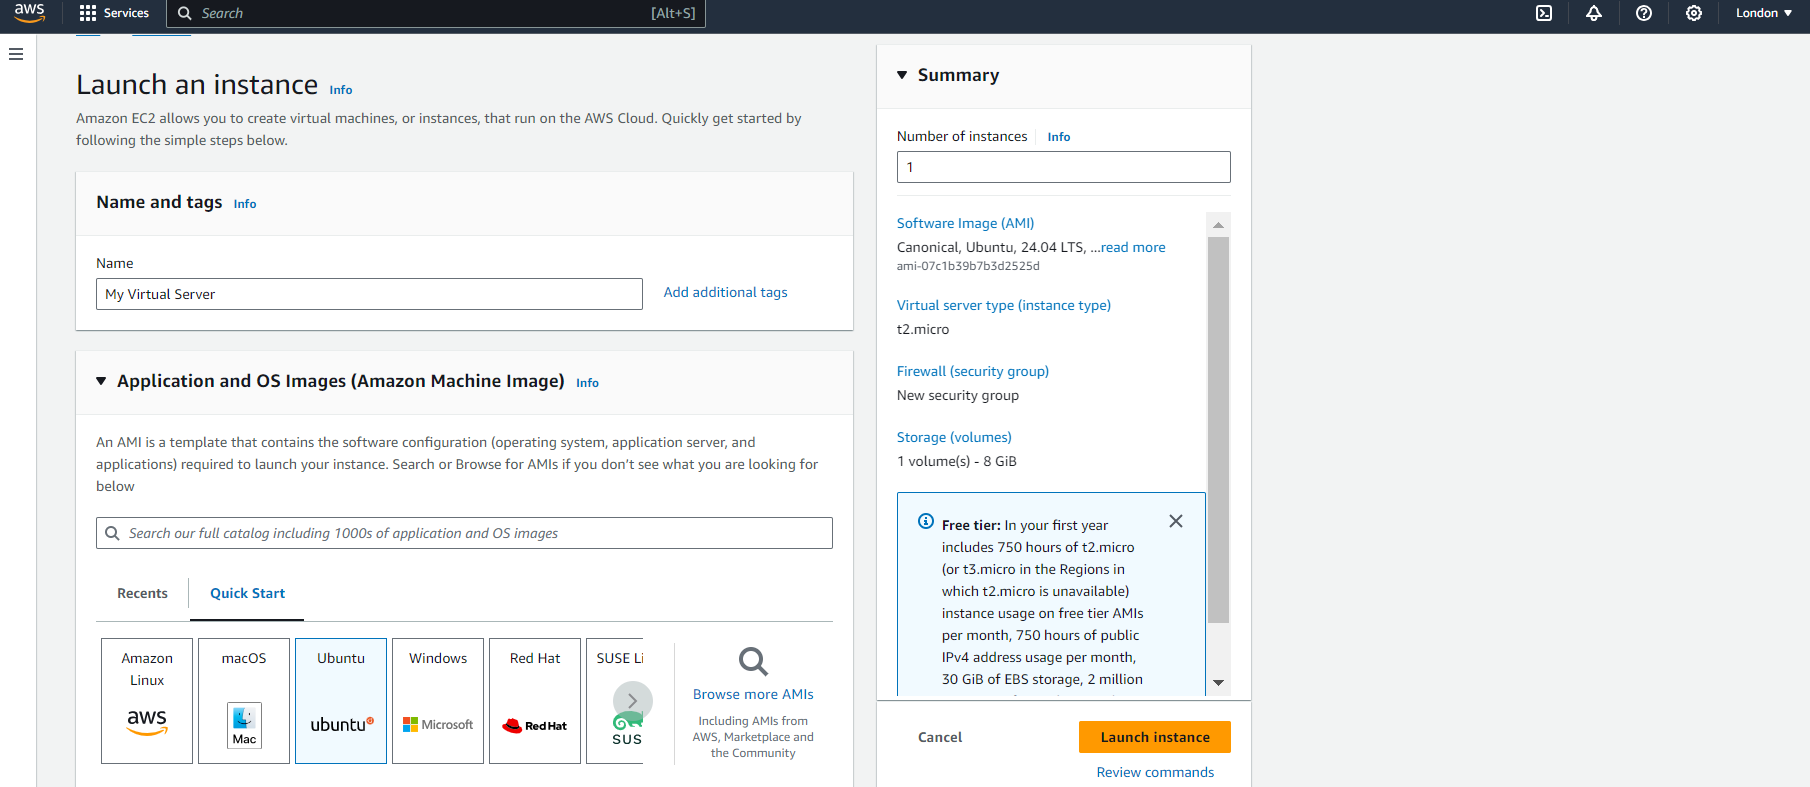 aws
Services
Search
[Alt+S]
London
Launch an instance Info
Amazon EC2 allows you to create virtual machines, or instances, that run on the AWS Cloud. Quickly get started by
following the simple steps below.
Name and tags Info
Name
My Virtual Server
Add additional tags
Application and OS Images (Amazon Machine Image) Info
An AMI is a template that contains the software configuration (operating system, application server, and
applications) required to launch your instance. Search or Browse for AMIs if you don’t see what you are looking for
below
Search our full catalog including 1000s of application and OS images
Recents
Quick Start
Amazon
Linux
aws
macOS
Mac
Ubuntu
ubuntu
Windows
Microsoft
Red Hat
Red Hat
SUSE Li
SUS
Browse more AMIs
Including AMIs from
AWS, Marketplace and
the Community
Summary
Number of instances Info
1
Software Image (AMI)
Canonical, Ubuntu, 24.04 LTS, ...read more
ami-07c1b39b7b3d2525d
Virtual server type (instance type)
t2.micro
Firewall (security group)
New security group
Storage (volumes)
1 volume(s) - 8 GiB
Free tier: In your first year
includes 750 hours of t2.micro
(or t3.micro in the Regions in
which t2.micro is unavailable)
instance usage on free tier AMIs
per month, 750 hours of public
IPv4 address usage per month,
30 GiB of EBS storage, 2 million
Cancel
Launch instance
Review commands